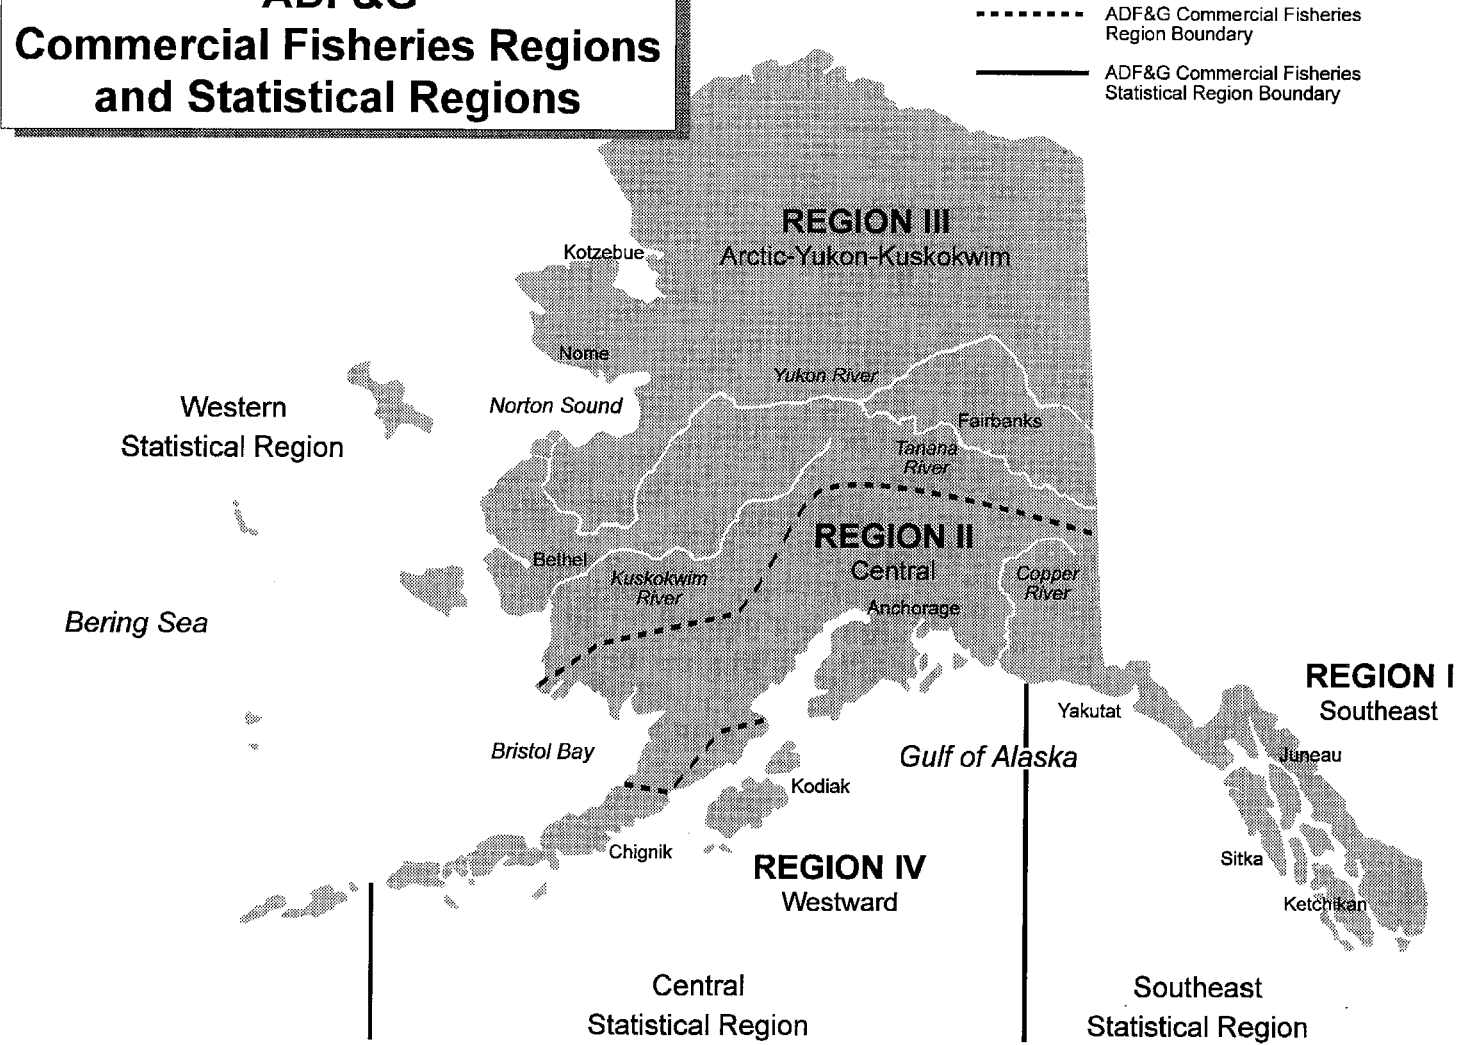 ADF&G
Commercial Fisheries Regions
and Statistical Regions
ADF&G Commercial Fisheries
Region Boundary
ADF&G Commercial Fisheries
Statistical Region Boundary
REGION III
Arctic-Yukon-Kuskokwim
Kotzebue
Nome
Yukon River
Western
Statistical Region
Norton Sound
Fairbanks
Tanana
River
REGION II
Central
Bethel
Kuskokwim
River
Copper
River
Anchorage
Bering Sea
REGION I
Southeast
Yakutat
Bristol Bay
Gulf of Alaska
Juneau
Kodiak
Chignik
REGION IV
Westward
Sitka
Ketchikan
Central
Statistical Region
Southeast
Statistical Region